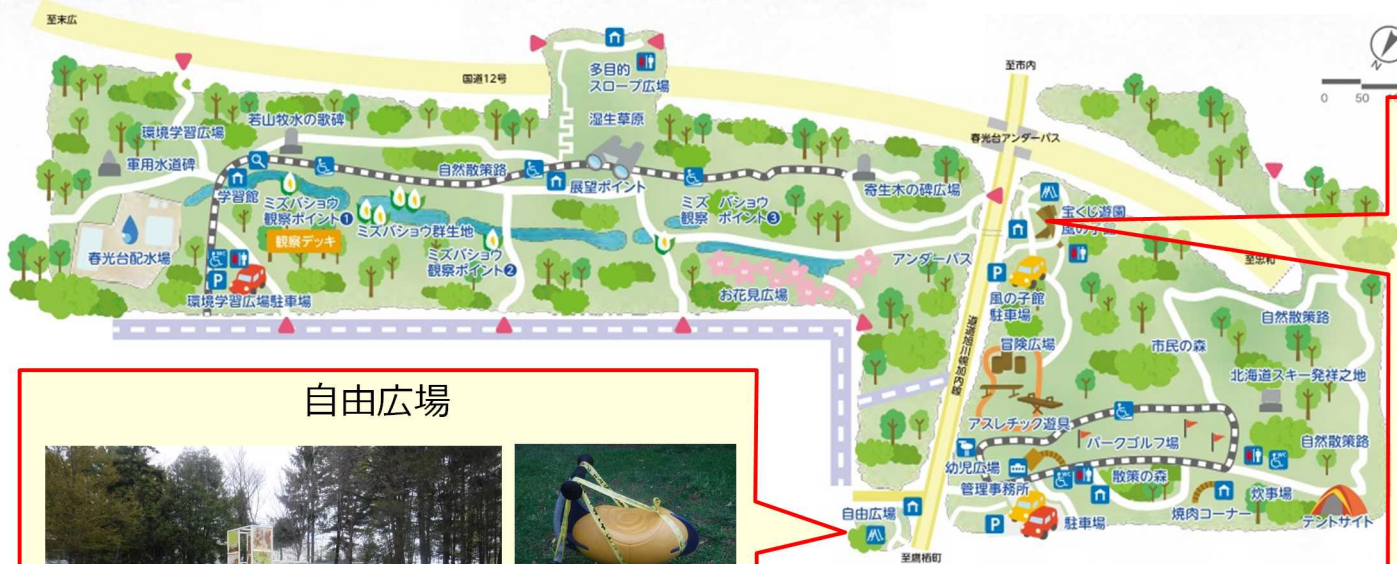 至末広
国道12号
多目的
スロープ広場
至市内
N
0 50
環境学習広場
若山牧水の歌碑
湿生草原
春光台アンダーパス
軍用水道碑
自然散策路
展望ポイント
学習館
ミズバショウ
観察ポイント❶
ミズバショウ群生地
ミズ バショウ
観察 ポイント❸
寄生木の碑広場
宝くじ遊園
風の子館
観察デッキ
ミズバショウ
観察ポイント❷
春光台配水場
WC
P
環境学習広場駐車場
お花見広場
アンダーパス
至忠和
P
風の子館
駐車場
自然散策路
道道旭川幌加内線
冒険広場
市民の森
北海道スキー発祥之地
アスレチック遊具
パークゴルフ場
自然散策路
幼児広場
管理事務所
WC
散策の森
WC
炊事場
焼肉コーナー
テントサイト
P
駐車場
自由広場
至鷹栖町
自由広場